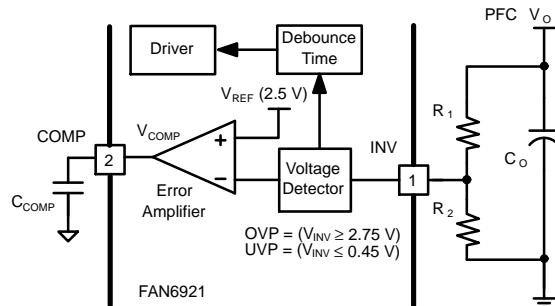 PFC V_O
Driver
Debounce
Time
V_REF (2.5 V)
R_1
COMP
V_COMP
+
INV
2
Voltage
Detector
1
C_O
C_COMP
Error
Amplifier
–
R_2
OVP = (V_INV ≥ 2.75 V)
UVP = (V_INV ≤ 0.45 V)
FAN6921